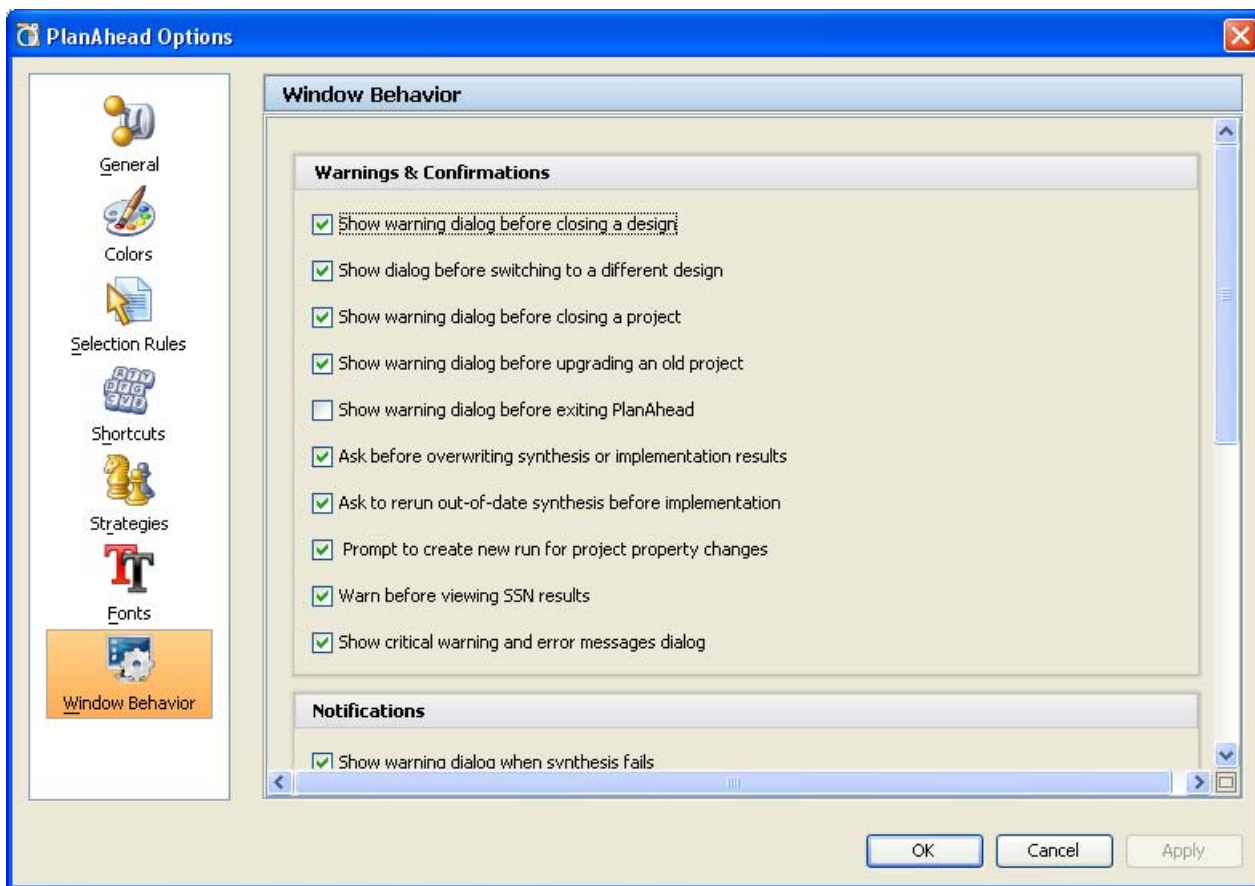 PlanAhead Options
General
Colors
Selection Rules
Shortcuts
Strategies
Fonts
Window Behavior
Window Behavior
Warnings & Confirmations
Show warning dialog before closing a design
Show dialog before switching to a different design
Show warning dialog before closing a project
Show warning dialog before upgrading an old project
Show warning dialog before exiting PlanAhead
Ask before overwriting synthesis or implementation results
Ask to rerun out-of-date synthesis before implementation
Prompt to create new run for project property changes
Warn before viewing SSN results
Show critical warning and error messages dialog
Notifications
Show warning dialog when synthesis fails
OK
Cancel
Apply